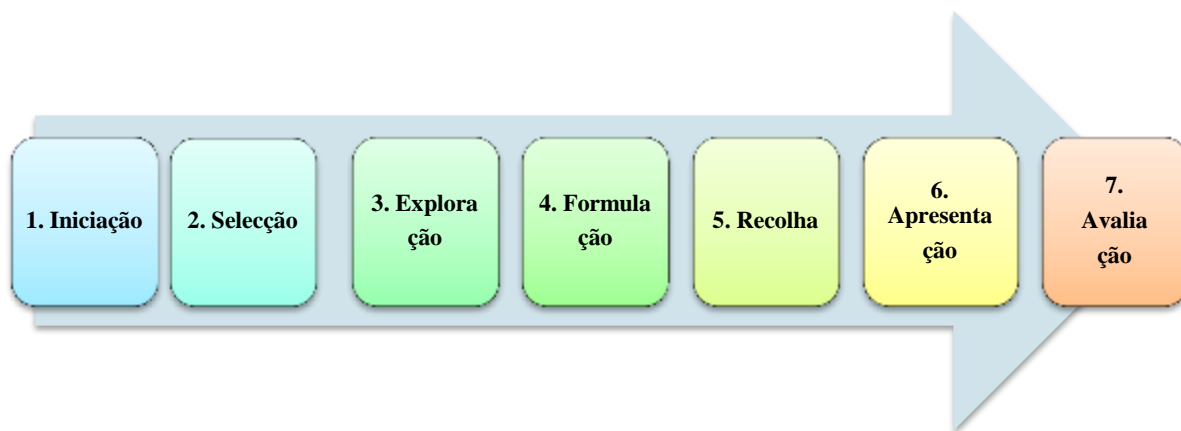 1. Iniciação
2. Selecção
3. Explora
ção
4. Formula
ção
5. Recolha
6.
Apresenta
ção
7.
Avalia
ção